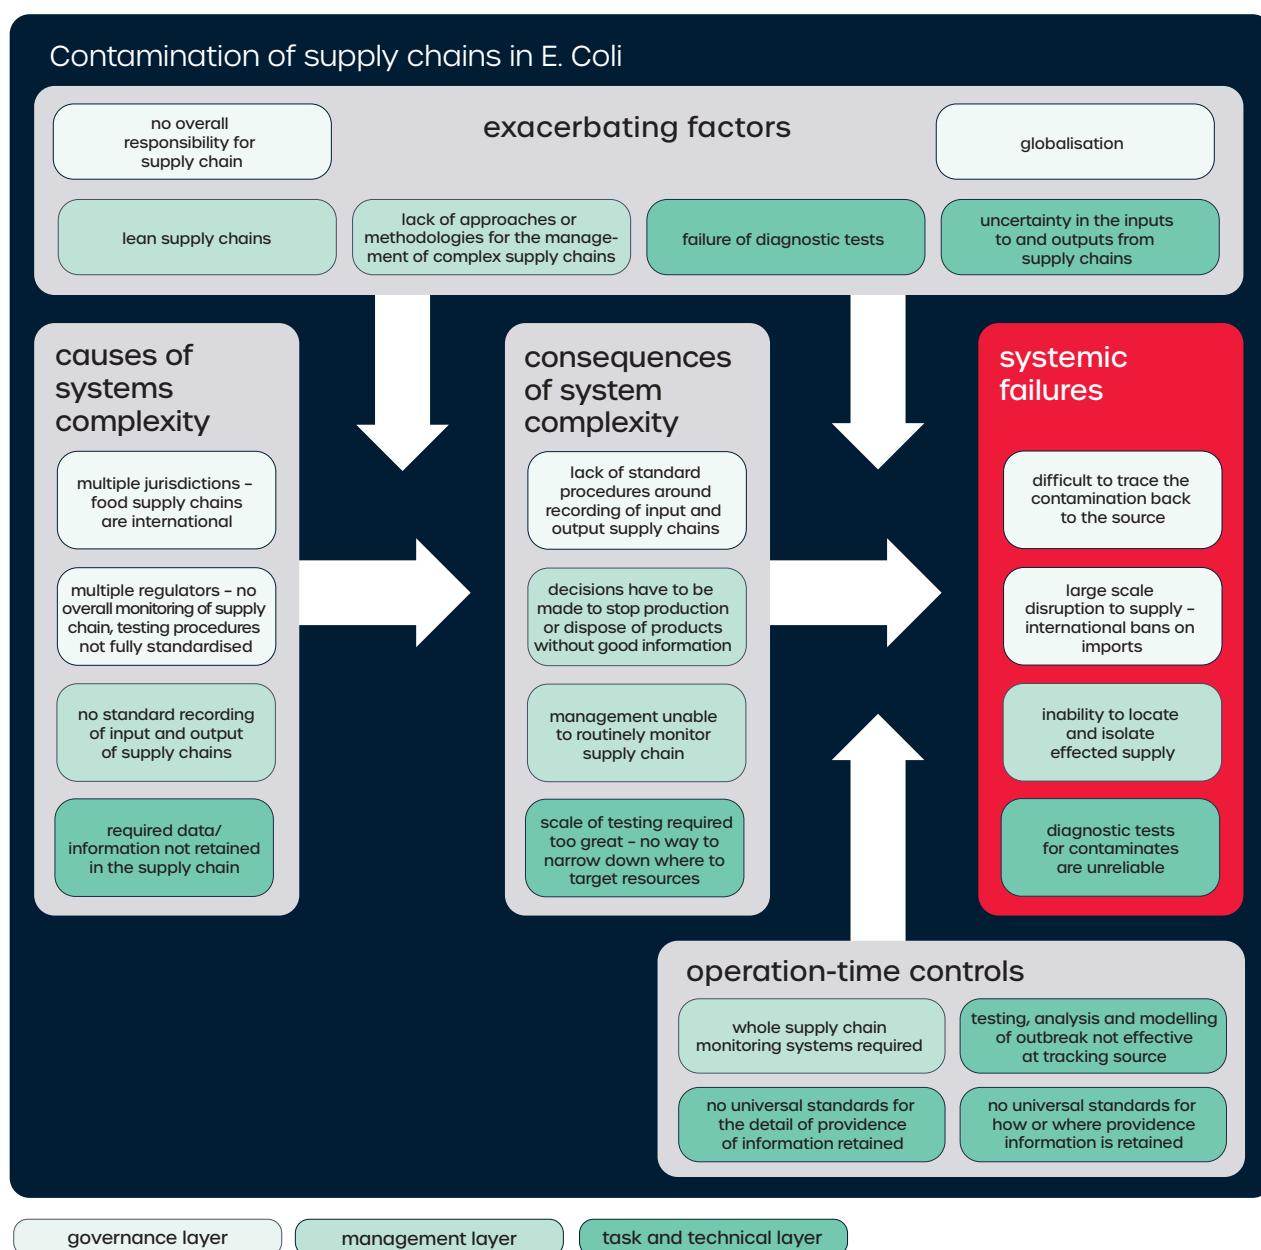 Contamination of supply chains in E. Coli
exacerbating factors
no overall
responsibility for
supply chain
globalisation
lean supply chains
lack of approaches or
methodologies for the manage-
ment of complex supply chains
failure of diagnostic tests
uncertainty in the inputs
to and outputs from
supply chains
causes of
systems
complexity
multiple jurisdictions –
food supply chains
are international
multiple regulators – no
overall monitoring of supply
chain, testing procedures
not fully standardised
no standard recording
of input and output
of supply chains
required data/
information not retained
in the supply chain
consequences
of system
complexity
lack of standard
procedures around
recording of input and
output supply chains
decisions have to be
made to stop production
or dispose of products
without good information
management unable
to routinely monitor
supply chain
scale of testing required
too great – no way to
narrow down where to
target resources
systemic
failures
difficult to trace the
contamination back
to the source
large scale
disruption to supply –
international bans on
imports
inability to locate
and isolate
effected supply
diagnostic tests
for contaminates
are unreliable
operation-time controls
whole supply chain
monitoring systems required
testing, analysis and modelling
of outbreak not effective
at tracking source
no universal standards for
the detail of providence
of information retained
no universal standards for
how or where providence
information is retained
governance layer
management layer
task and technical layer